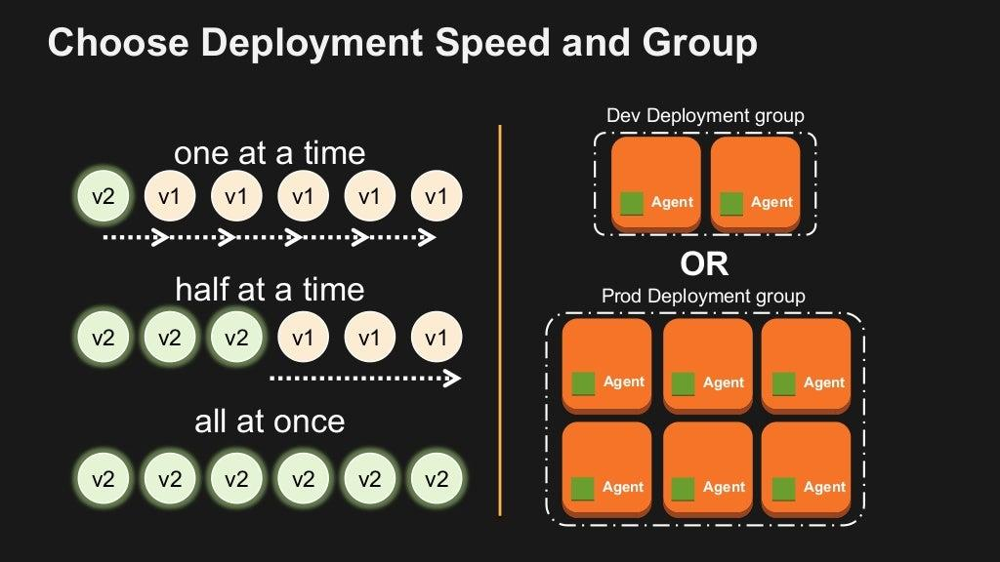 Choose Deployment Speed and Group
one at a time
v2 v1 v1 v1 v1 v1
half at a time
v2 v2 v2 v1 v1 v1
all at once
v2 v2 v2 v2 v2 v2
Dev Deployment group
Agent Agent
OR
Prod Deployment group
Agent Agent Agent
Agent Agent Agent